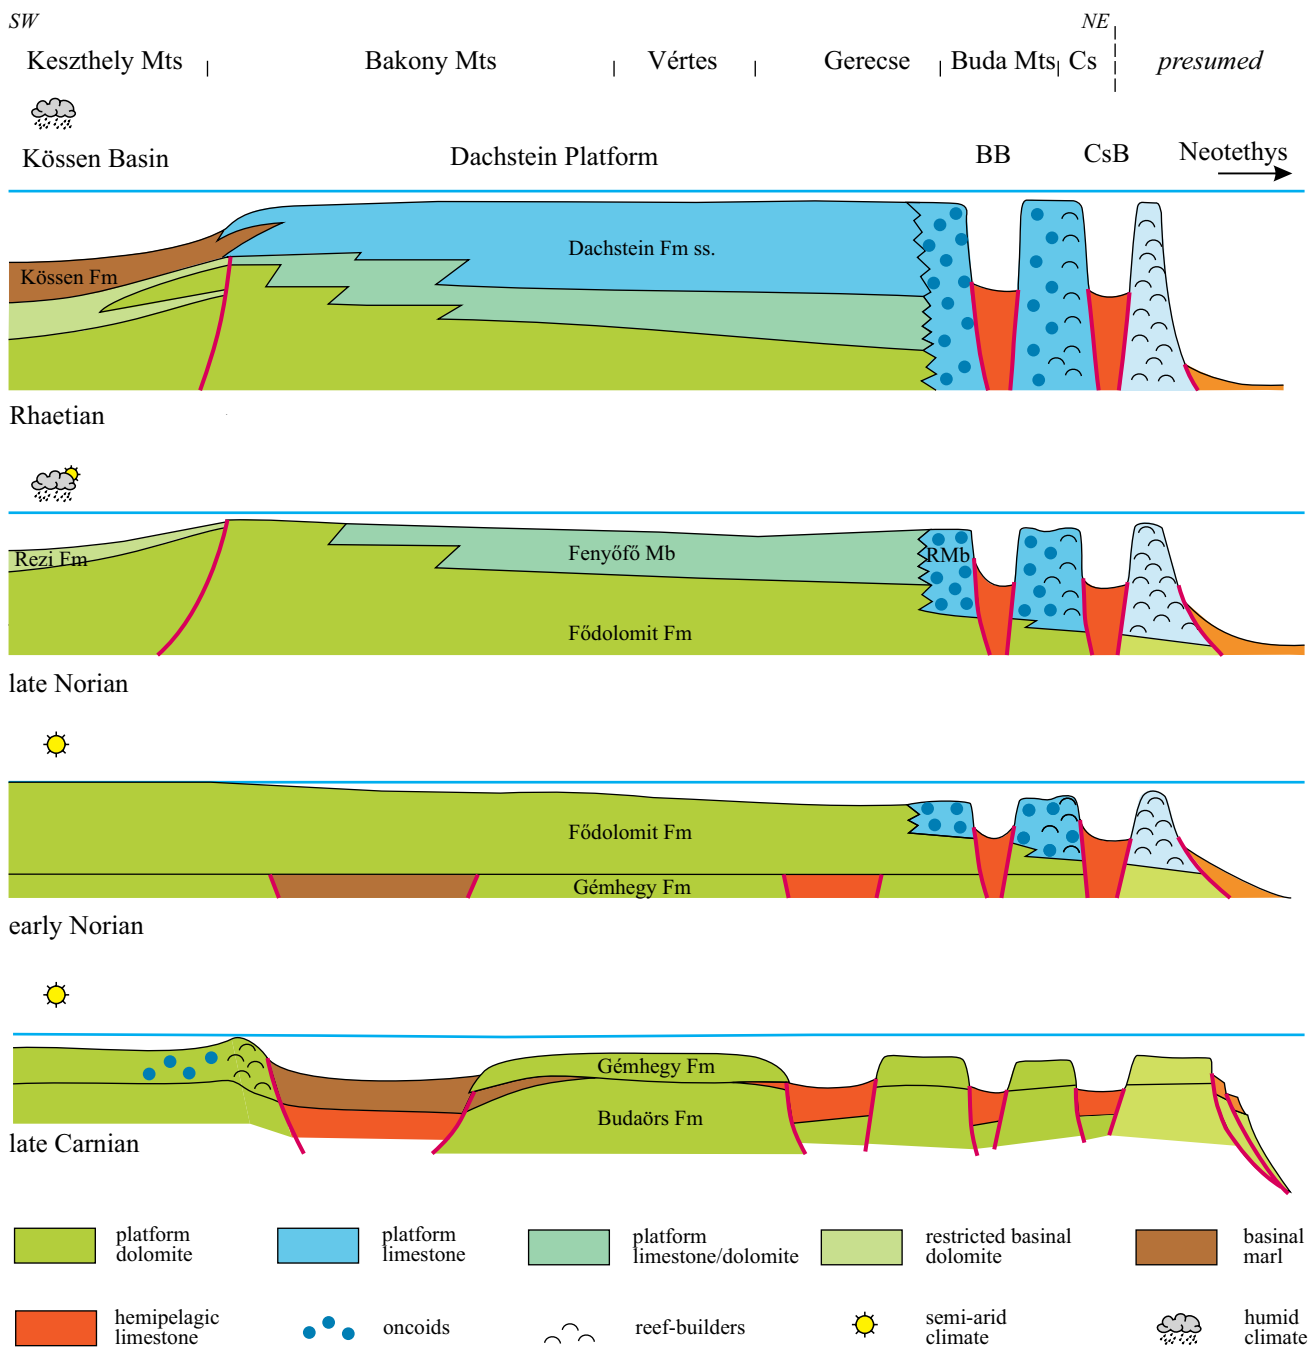 SW
NE
Keszthely Mts
Bakony Mts
Vértes
Gerecse
Buda Mts
Cs
presumed
Kössen Basin
Dachstein Platform
BB
CsB
Neotethys
Dachstein Fm ss.
Kössen Fm
Rhaetian
Rezi Fm
Fenyőfő Mb
RMb
Fődolomit Fm
late Norian
Fődolomit Fm
Gémhegy Fm
early Norian
Gémhegy Fm
Budaörs Fm
late Carnian
platform
dolomite
platform
limestone
platform
limestone/dolomite
restricted basinal
dolomite
basinal
marl
hemipelagic
limestone
oncoids
reef-builders
semi-arid
climate
humid
climate